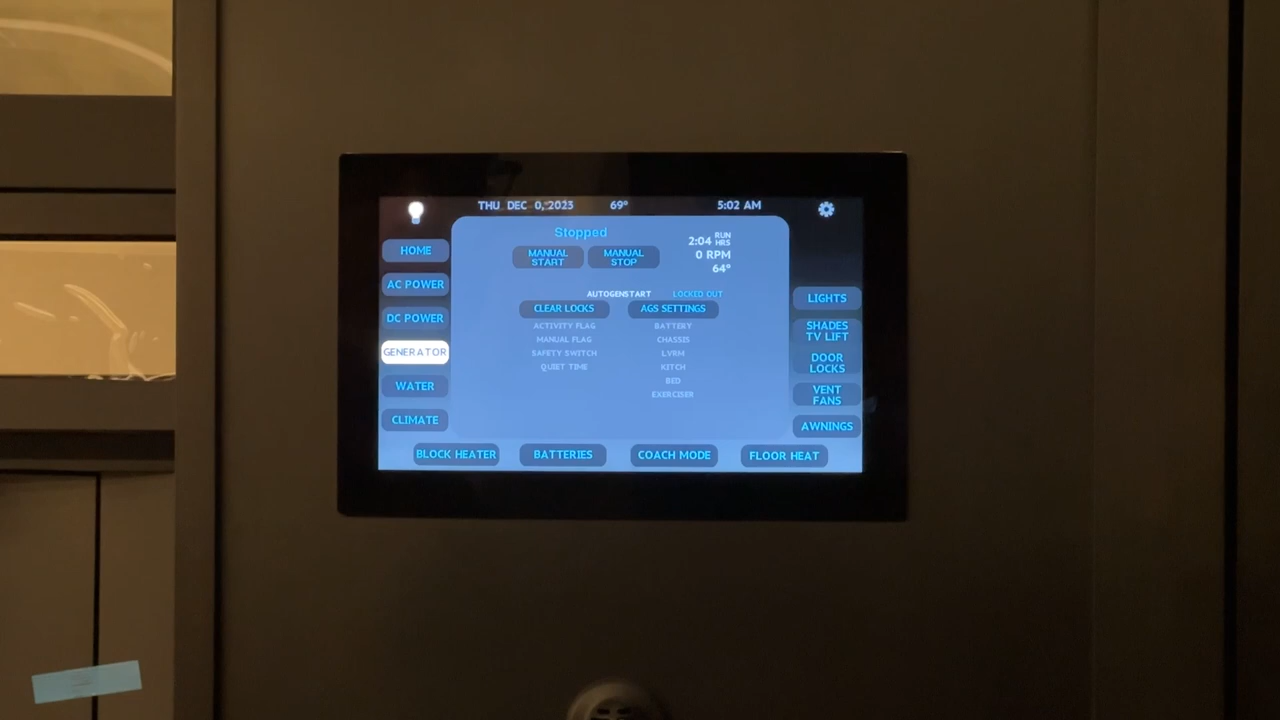 THU DEC 0, 2023 69° 5:02 AM
Stopped
MANUAL START
MANUAL STOP
2:04 RUN HRS
0 RPM
64°
AUTOGENSTART LOCKED OUT
CLEAR LOCKS
AGS SETTINGS
ACTIVITY FLAG
MANUAL FLAG
SAFETY SWITCH
QUIET TIME
BATTERY
CHASSIS
LVRM
KITCH
BED
EXERCISER
HOME
AC POWER
DC POWER
GENERATOR
WATER
CLIMATE
LIGHTS
SHADES
TV LIFT
DOOR
LOCKS
VENT
FANS
AWNINGS
BLOCK HEATER
BATTERIES
COACH MODE
FLOOR HEAT